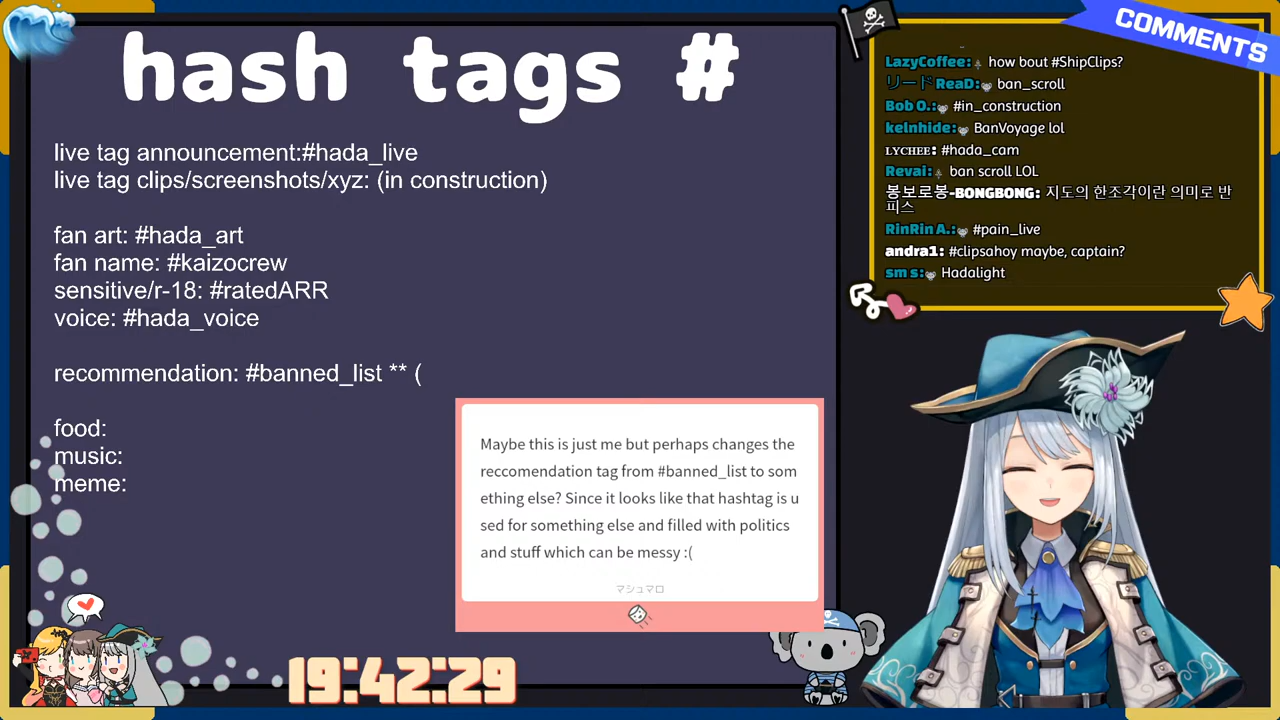 hash tags #
live tag announcement:#hada_live
live tag clips/screenshots/xyz: (in construction)
fan art: #hada_art
fan name: #kaizocrew
sensitive/r-18: #ratedARR
voice: #hada_voice
recommendation: #banned_list ** (
food:
music:
meme:
Maybe this is just me but perhaps changes the
reccomendation tag from #banned_list to som
ething else? Since it looks like that hashtag is u
sed for something else and filled with politics
and stuff which can be messy :(
マシュマロ
19:42:29
COMMENTS
LazyCoffee: how bout #ShipClips?
リード ReaD: ban_scroll
Bob O.: #in_construction
kelnhide: BanVoyage lol
LYCHEE: #hada_cam
Revai: ban scroll LOL
봉보로봉-BONGBONG: 지도의 한조각이란 의미로 반
피스
RinRin A.: #pain_live
andra1: #clipsahoy maybe, captain?
sm s: Hadalight